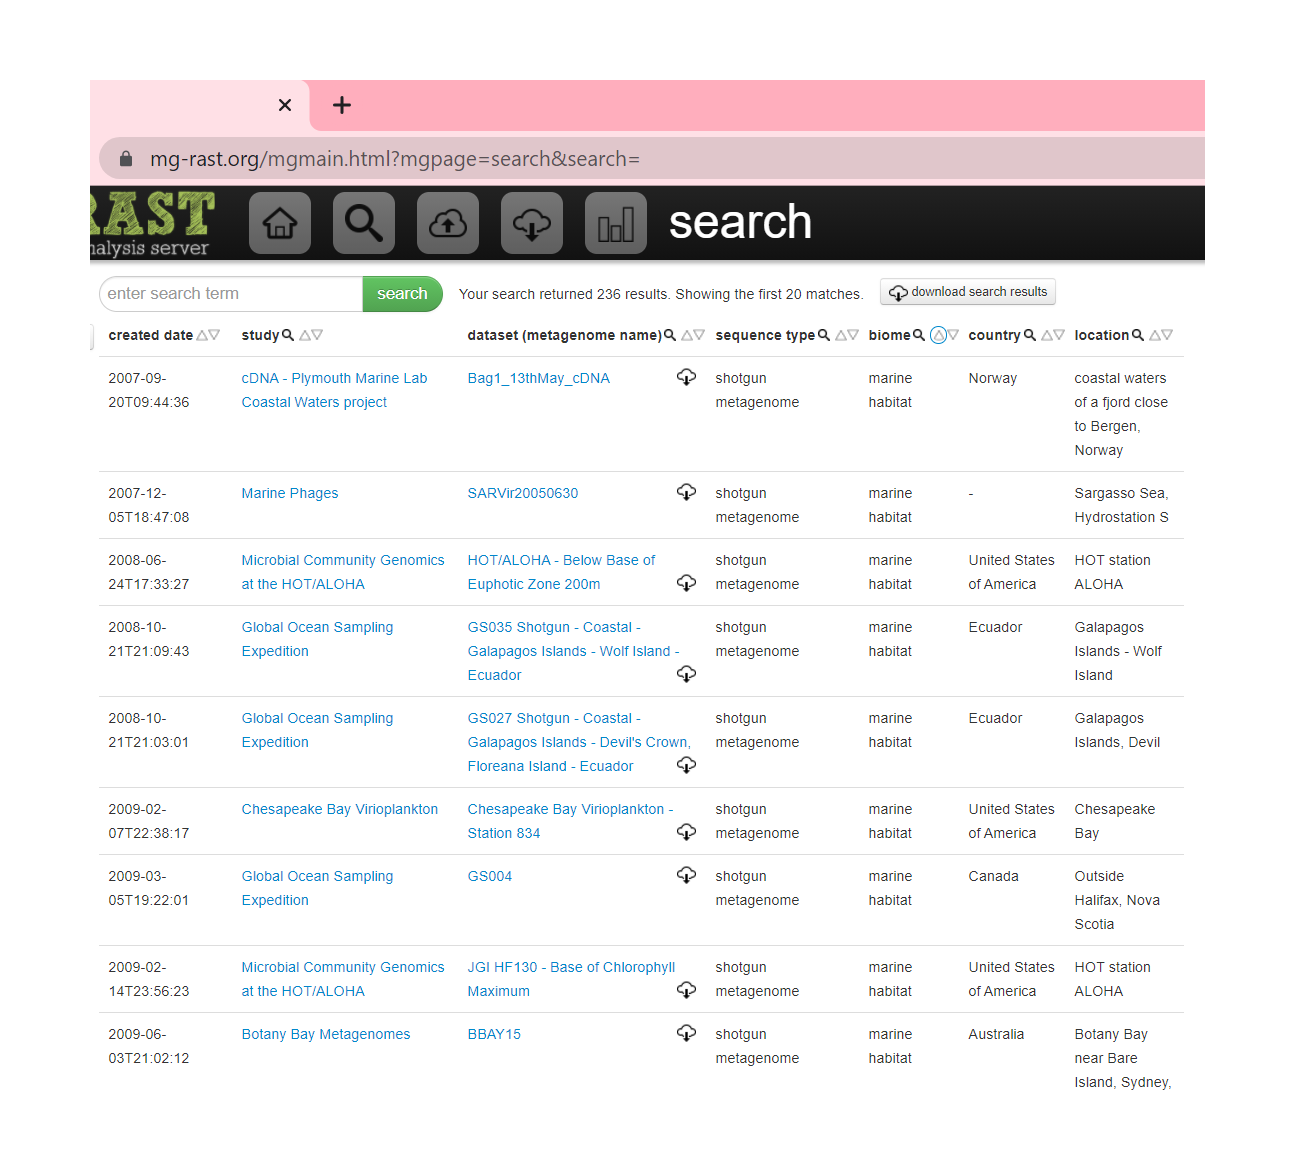 mg-rast.org/mgmain.html?mgpage=search&search=
RAST
nalysis server
search
enter search term
search
Your search returned 236 results. Showing the first 20 matches.
download search results
created date study dataset (metagenome name) sequence type biome country location
2007-09-20T09:44:36
cDNA - Plymouth Marine Lab
Coastal Waters project
Bag1_13thMay_cDNA
shotgun
metagenome
marine
habitat
Norway
coastal waters
of a fjord close
to Bergen,
Norway
2007-12-
05T18:47:08
Marine Phages
SARVir20050630
shotgun
metagenome
marine
habitat
-
Sargasso Sea,
Hydrostation S
2008-06-
24T17:33:27
Microbial Community Genomics
at the HOT/ALOHA
HOT/ALOHA - Below Base of
Euphotic Zone 200m
shotgun
metagenome
marine
habitat
United States
of America
HOT station
ALOHA
2008-10-
21T21:09:43
Global Ocean Sampling
Expedition
GS035 Shotgun - Coastal -
Galapagos Islands - Wolf Island -
Ecuador
shotgun
metagenome
marine
habitat
Ecuador
Galapagos
Islands - Wolf
Island
2008-10-
21T21:03:01
Global Ocean Sampling
Expedition
GS027 Shotgun - Coastal -
Galapagos Islands - Devil's Crown,
Floreana Island - Ecuador
shotgun
metagenome
marine
habitat
Ecuador
Galapagos
Islands, Devil
2009-02-
07T22:38:17
Chesapeake Bay Virioplankton
Chesapeake Bay Virioplankton -
Station 834
shotgun
metagenome
marine
habitat
United States
of America
Chesapeake
Bay
2009-03-
05T19:22:01
Global Ocean Sampling
Expedition
GS004
shotgun
metagenome
marine
habitat
Canada
Outside
Halifax, Nova
Scotia
2009-02-
14T23:56:23
Microbial Community Genomics
at the HOT/ALOHA
JGI HF130 - Base of Chlorophyll
Maximum
shotgun
metagenome
marine
habitat
United States
of America
HOT station
ALOHA
2009-06-
03T21:02:12
Botany Bay Metagenomes
BBAY15
shotgun
metagenome
marine
habitat
Australia
Botany Bay
near Bare
Island, Sydney,